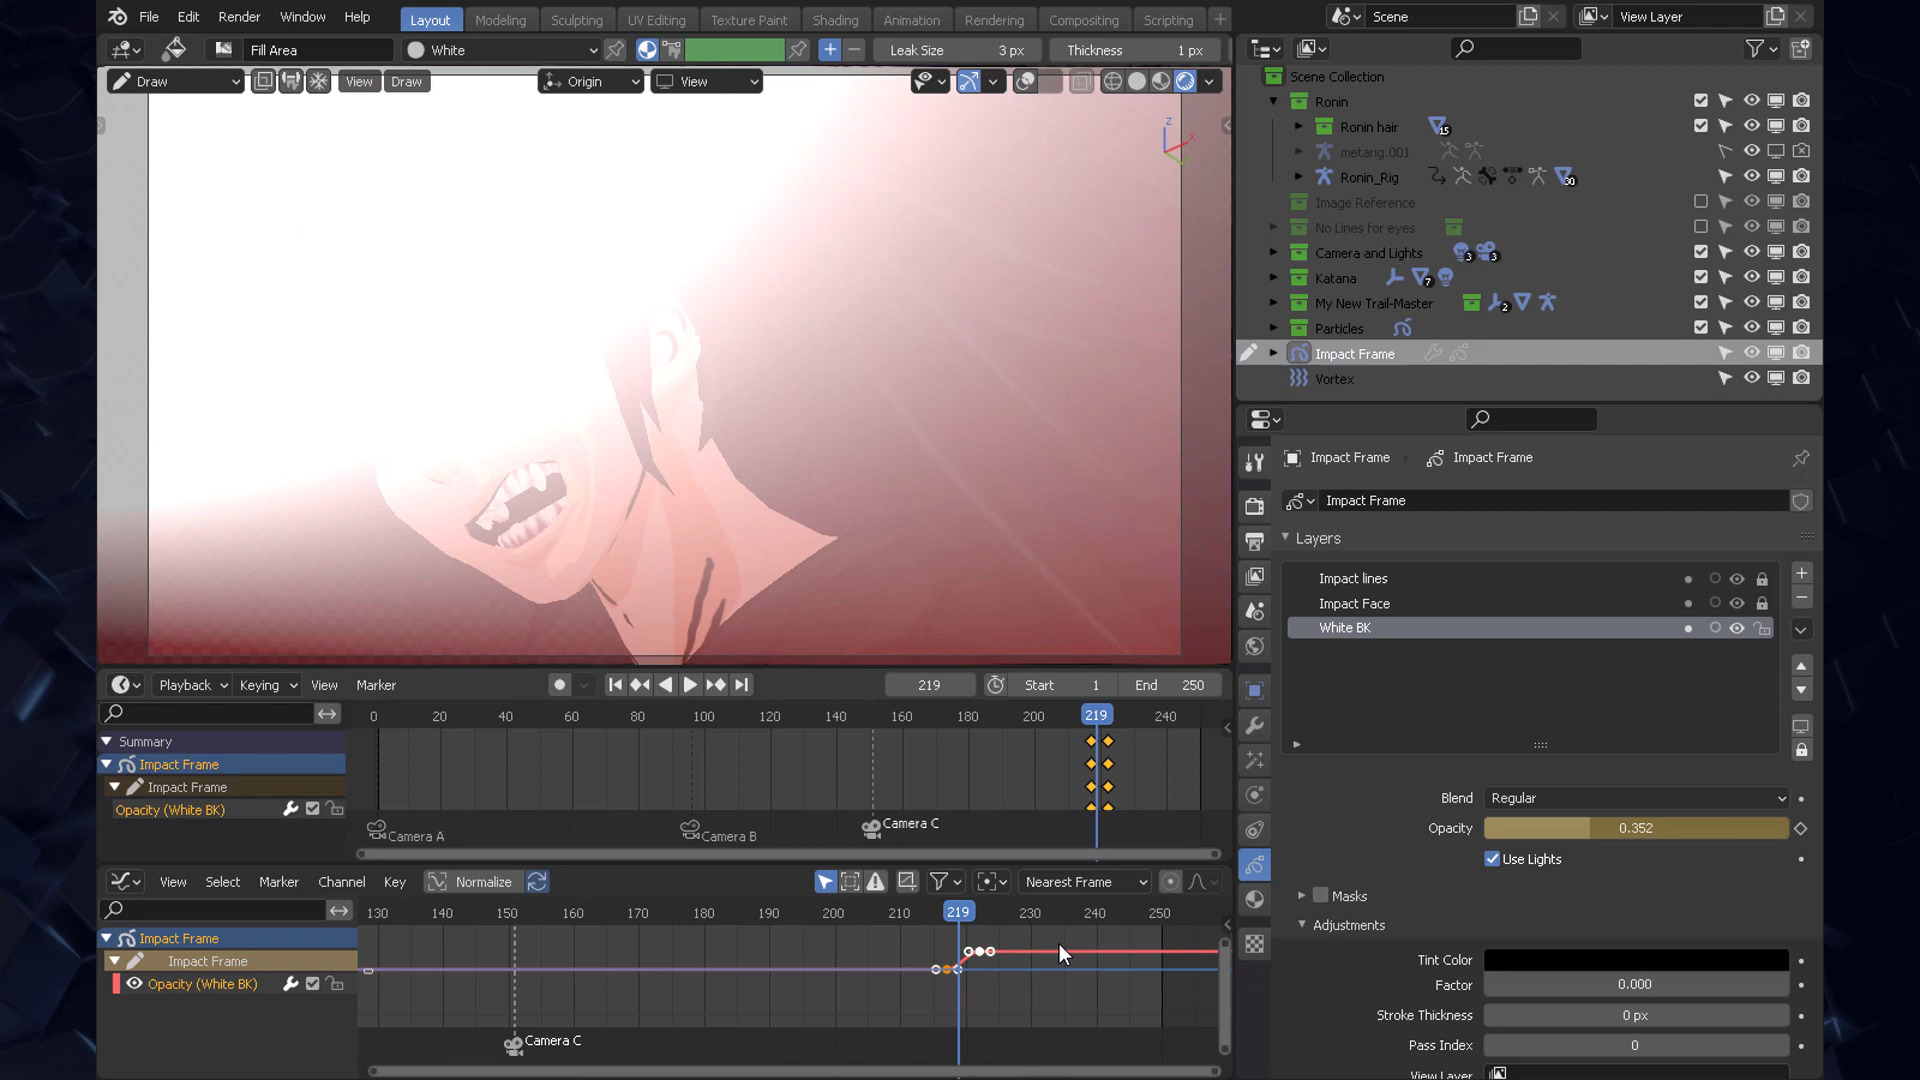 File Edit Render Window Help Layout Modeling Sculpting UV Editing Texture Paint Shading Animation Rendering Compositing Scripting + Scene View Layer
Fill Area White Leak Size 3 px Thickness 1 px
Draw View Draw Origin View
Scene Collection
Ronin
Ronin hair 15
metarig.001
Ronin_Rig 30
Image Reference
No Lines for eyes
Camera and Lights 3 3
Katana 7
My New Trail-Master 2
Particles
Impact Frame
Vortex
Z
X
Impact Frame Impact Frame
Impact Frame
Layers
Impact lines
Impact Face
White BK
Blend Regular
Opacity 0.352
Use Lights
Masks
Adjustments
Tint Color
Factor 0.000
Stroke Thickness 0 px
Pass Index 0
View Layer
Playback Keying View Marker 219 Start 1 End 250
0 20 40 60 80 100 120 140 160 180 200 219 240
Summary
Impact Frame
Impact Frame
Opacity (White BK)
Camera A Camera B Camera C
View Select Marker Channel Key Normalize Nearest Frame
130 140 150 160 170 180 190 200 210 219 230 240 250
Impact Frame
Impact Frame
Opacity (White BK)
Camera C